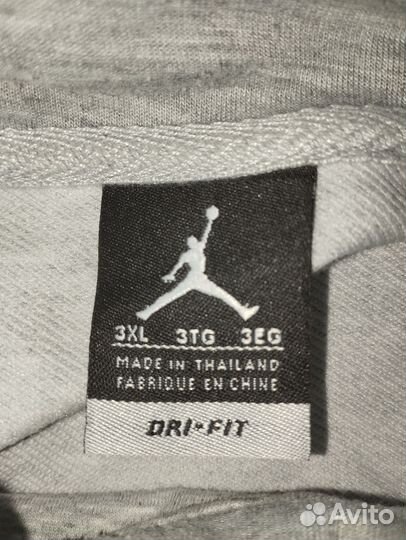 3XL 3TG 3EG
MADE IN THAILAND
FABRIQUE EN CHINE
DRI•FIT
Avito